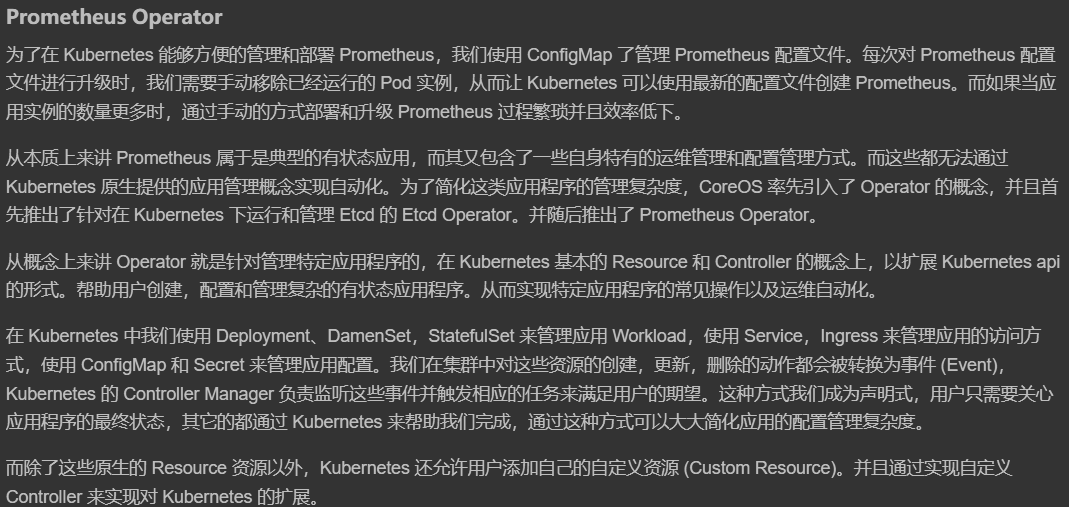 Prometheus Operator
为了在 Kubernetes 能够方便的管理和部署 Prometheus，我们使用 ConfigMap 了管理 Prometheus 配置文件。每次对 Prometheus 配置
文件进行升级时，我们需要手动移除已经运行的 Pod 实例，从而让 Kubernetes 可以使用最新的配置文件创建 Prometheus。而如果当应
用实例的数量更多时，通过手动的方式部署和升级 Prometheus 过程繁琐并且效率低下。
从本质上来讲 Prometheus 属于是典型的有状态应用，而其又包含了一些自身特有的运维管理和配置管理方式。而这些都无法通过
Kubernetes 原生提供的应用管理概念实现自动化。为了简化这类应用程序的管理复杂度，CoreOS 率先引入了 Operator 的概念，并且首
先推出了针对在 Kubernetes 下运行和管理 Etcd 的 Etcd Operator。并随后推出了 Prometheus Operator。
从概念上来讲 Operator 就是针对管理特定应用程序的，在 Kubernetes 基本的 Resource 和 Controller 的概念上，以扩展 Kubernetes api
的形式。帮助用户创建，配置和管理复杂的有状态应用程序。从而实现特定应用程序的常见操作以及运维自动化。
在 Kubernetes 中我们使用 Deployment、DamenSet，StatefulSet 来管理应用 Workload，使用 Service，Ingress 来管理应用的访问方
式，使用 ConfigMap 和 Secret 来管理应用配置。我们在集群中对这些资源的创建，更新，删除的动作都会被转换为事件 (Event)，
Kubernetes 的 Controller Manager 负责监听这些事件并触发相应的任务来满足用户的期望。这种方式我们成为声明式，用户只需要关心
应用程序的最终状态，其它的都通过 Kubernetes 来帮助我们完成，通过这种方式可以大大简化应用的配置管理复杂度。
而除了这些原生的 Resource 资源以外，Kubernetes 还允许用户添加自己的自定义资源 (Custom Resource)。并且通过实现自定义
Controller 来实现对 Kubernetes 的扩展。